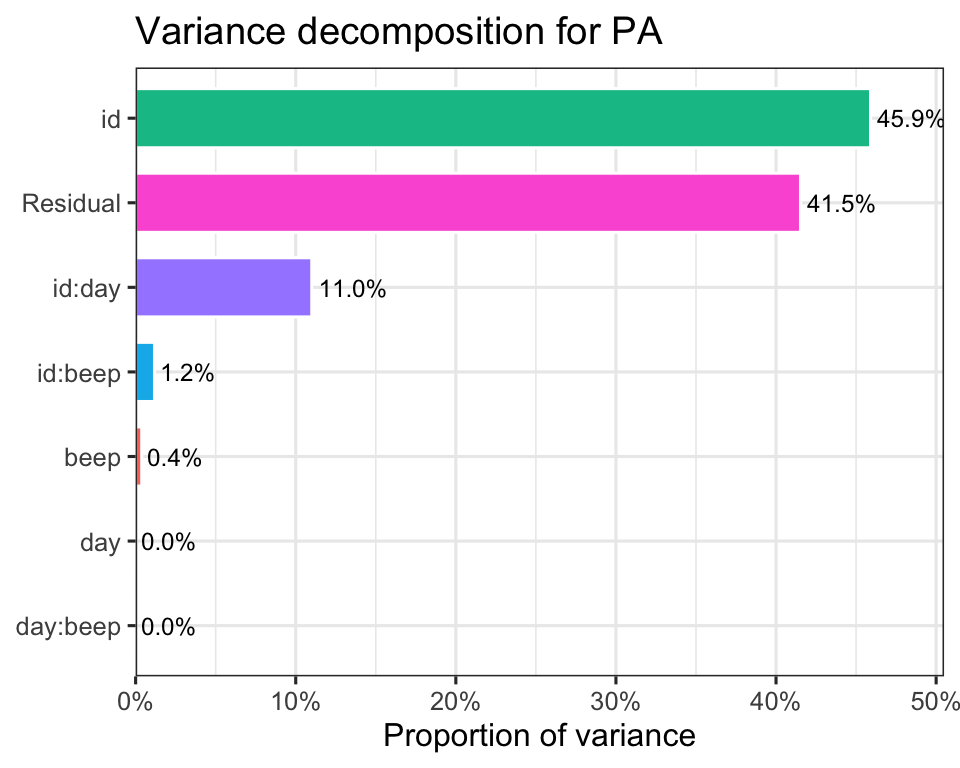 Variance decomposition for PA
id 45.9%
Residual 41.5%
id:day 11.0%
id:beep 1.2%
beep 0.4%
day 0.0%
day:beep 0.0%
0% 10% 20% 30% 40% 50%
Proportion of variance